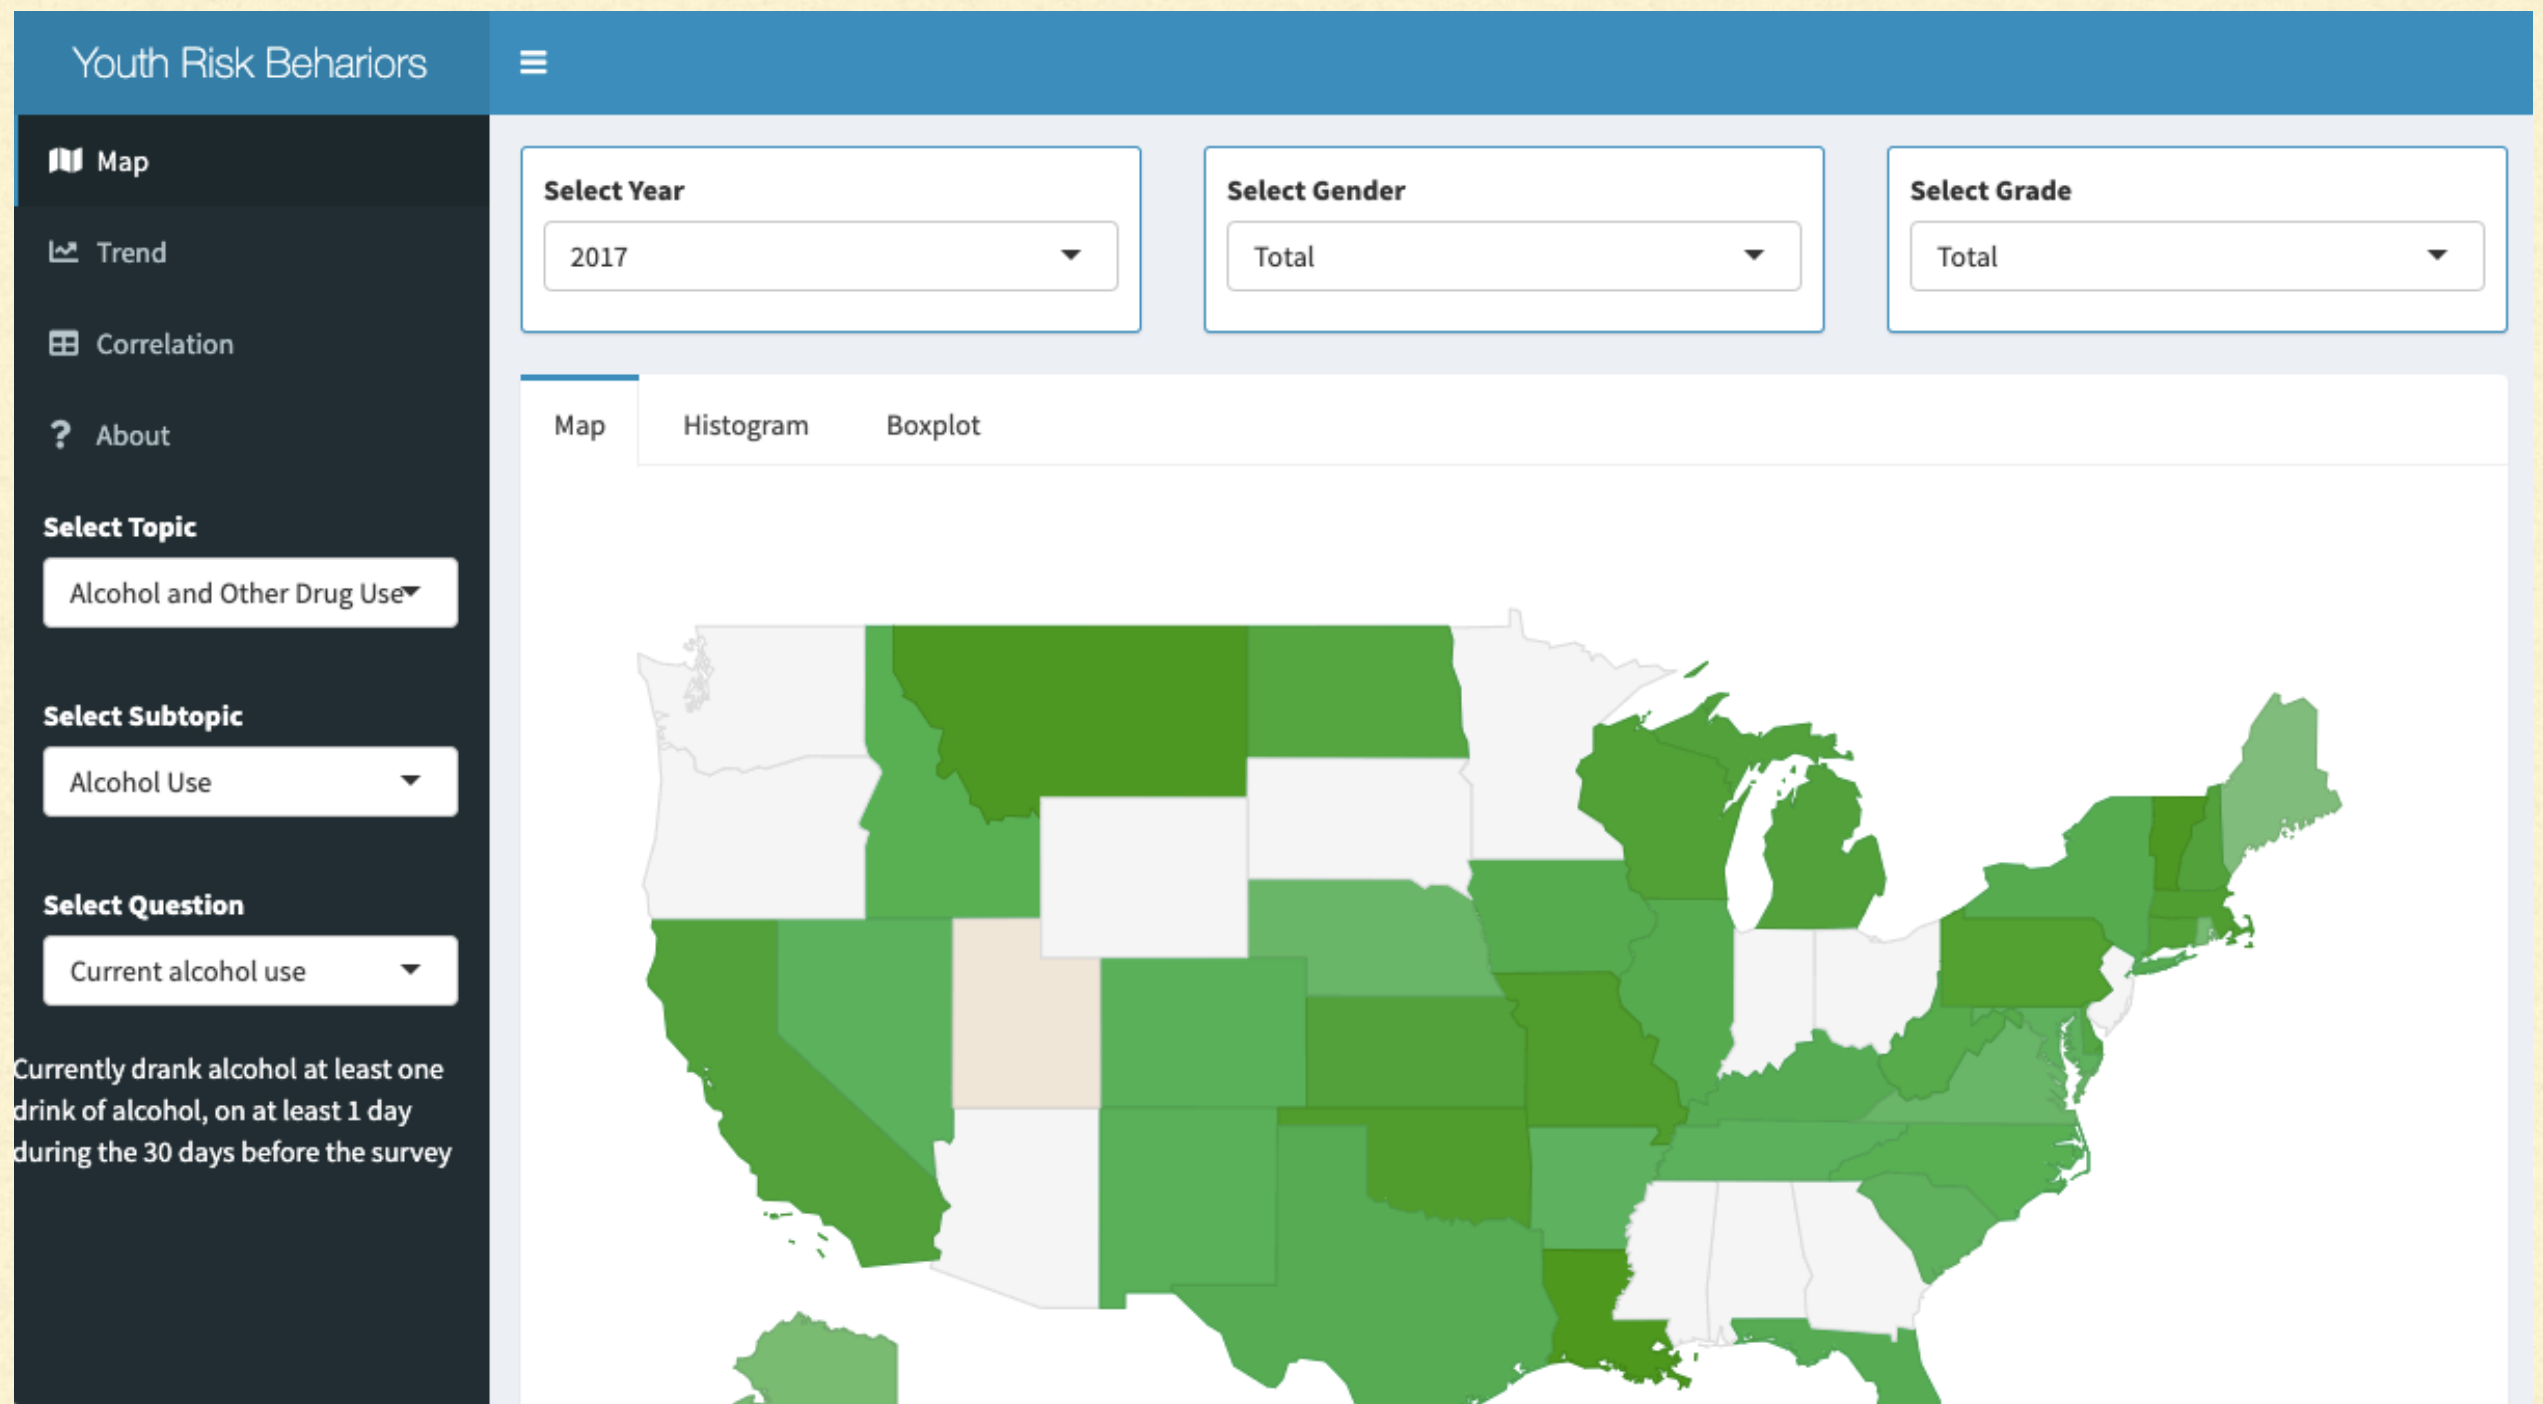 Youth Risk Behariors
Map
Trend
Correlation
About
Select Topic
Alcohol and Other Drug Use
Select Subtopic
Alcohol Use
Select Question
Current alcohol use
Currently drank alcohol at least one
drink of alcohol, on at least 1 day
during the 30 days before the survey
Select Year
2017
Select Gender
Total
Select Grade
Total
Map
Histogram
Boxplot